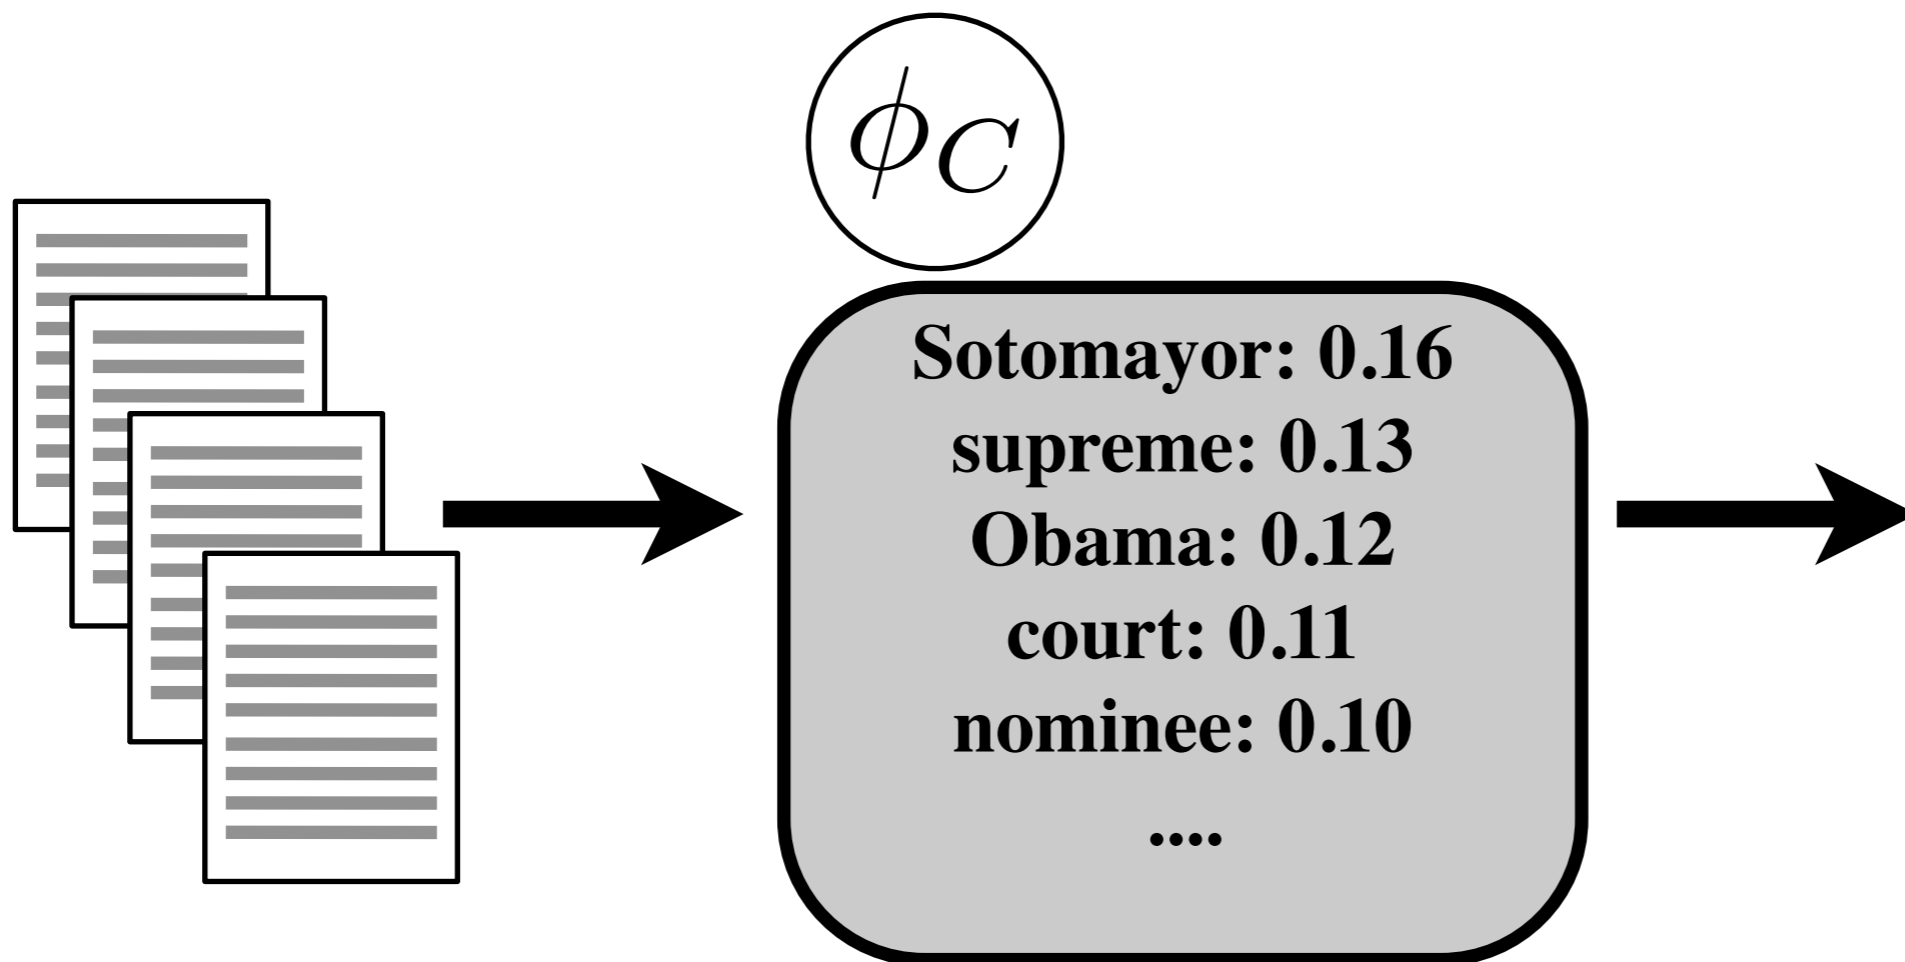 ϕC
Sotomayor: 0.16
supreme: 0.13
Obama: 0.12
court: 0.11
nominee: 0.10
....